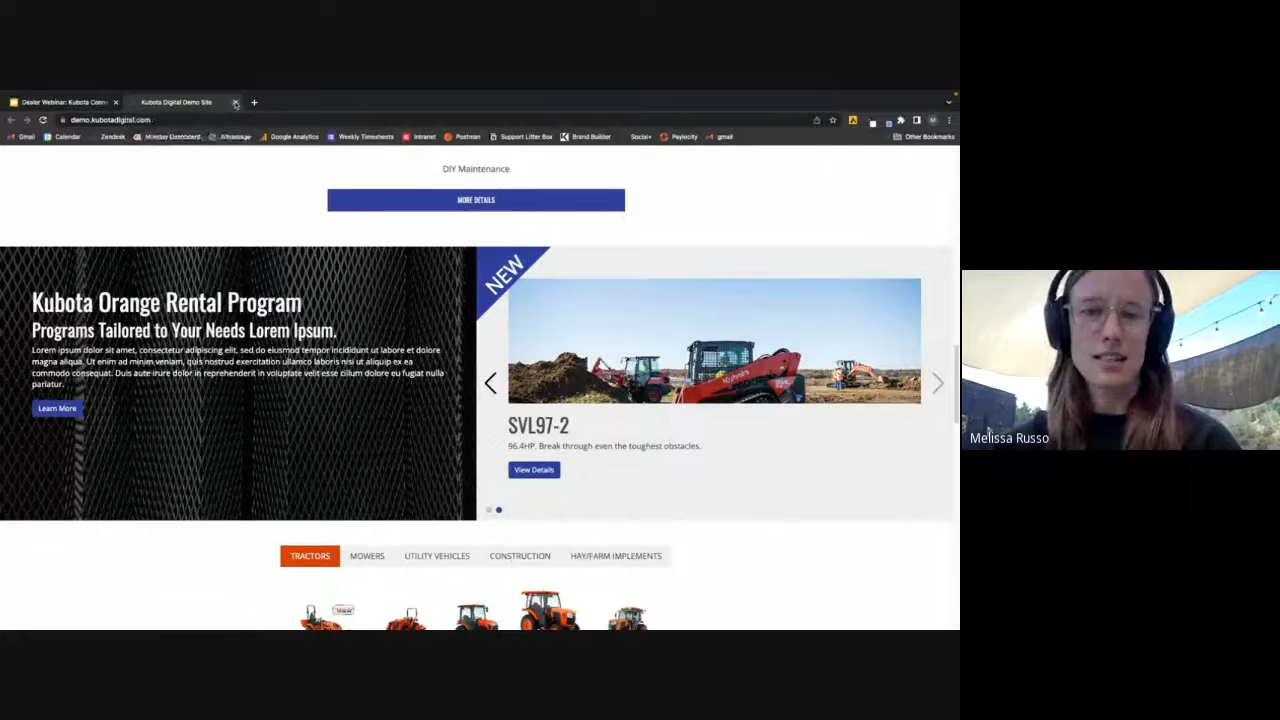 Dealer Webinar: Kubota Conn
Kubota Digital Demo Site
demo.kubotadigital.com
Gmail
Calendar
Zendesk
Monday Dashboard
Google Analytics
Weekly Timesheets
Intranet
Postman
Support Litter Box
Brand Builder
Social+
Paylocity
gmail
Other Bookmarks
DIY Maintenance
MORE DETAILS
Kubota Orange Rental Program
Programs Tailored to Your Needs Lorem Ipsum.
Lorem ipsum dolor sit amet, consectetur adipiscing elit, sed do eiusmod tempor incididunt ut labore et dolore
magna aliqua. Ut enim ad minim veniam, quis nostrud exercitation ullamco laboris nisi ut aliquip ex ea
commodo consequat. Duis aute irure dolor in reprehenderit in voluptate velit esse cillum dolore eu fugiat nulla
pariatur.
Learn More
NEW
Kubota
SVL97-2
96.4HP. Break through even the toughest obstacles.
View Details
TRACTORS
MOWERS
UTILITY VEHICLES
CONSTRUCTION
HAY/FARM IMPLEMENTS
Melissa Russo